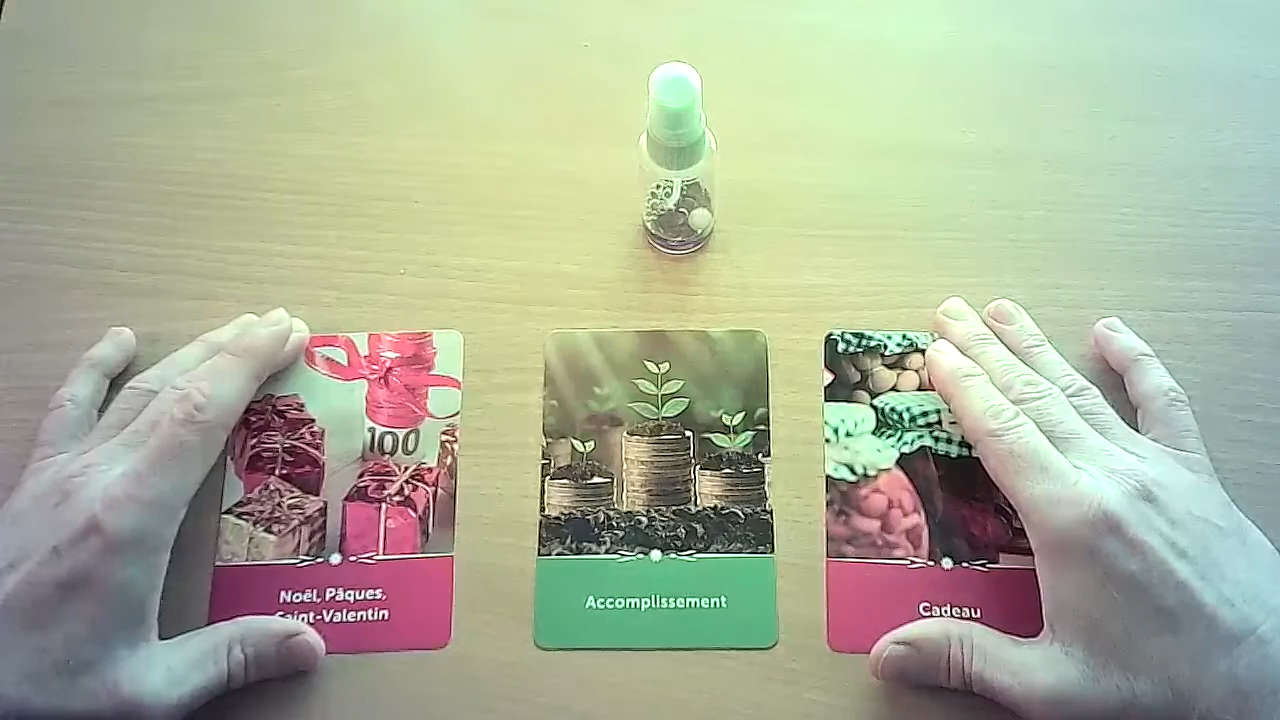 100
Noël, Pâques,
Saint-Valentin
Accomplissement
Cadeau